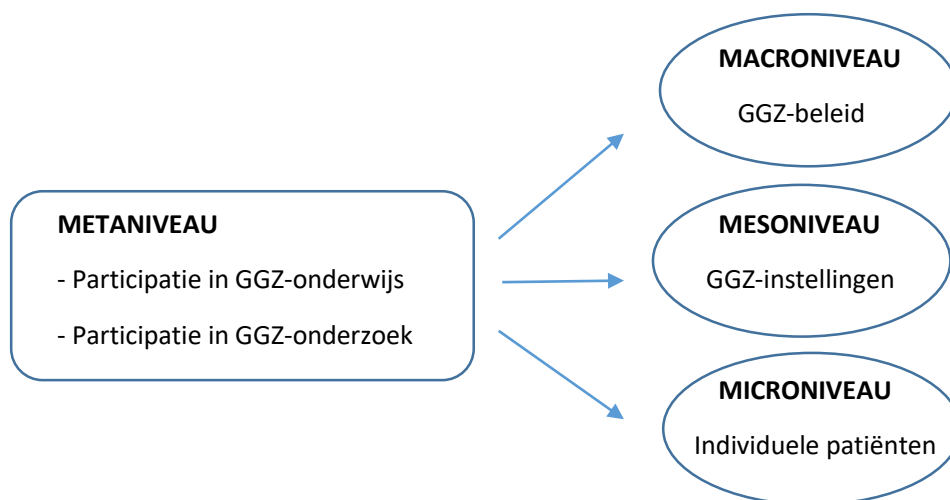 METANIVEAU
- Participatie in GGZ-onderwijs
- Participatie in GGZ-onderzoek
MACRONIVEAU
GGZ-beleid
MESONIVEAU
GGZ-instellingen
MICRONIVEAU
Individuele patiënten